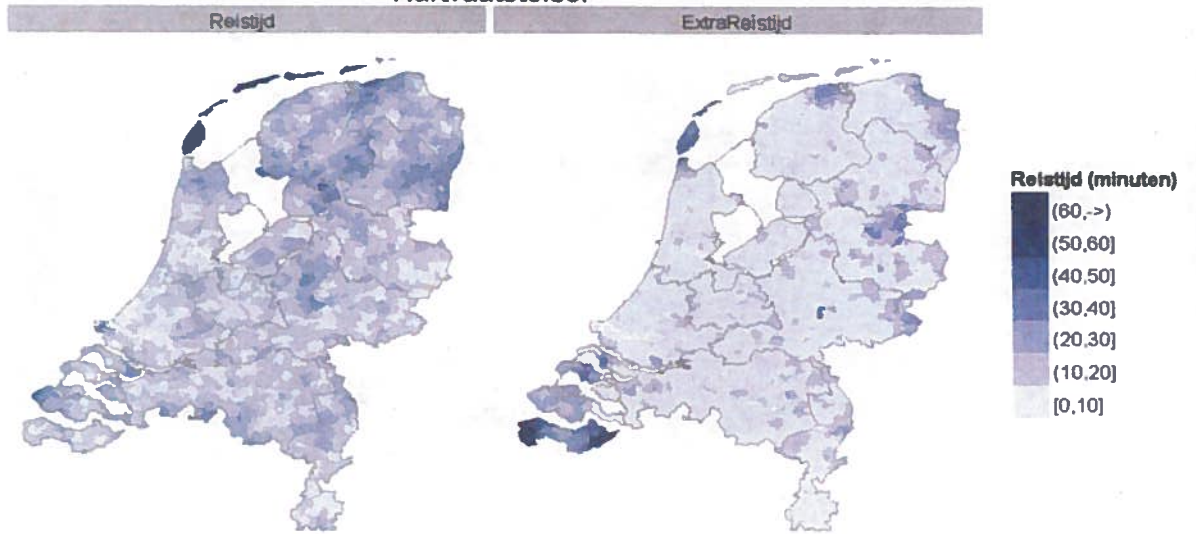 Reistijd
ExtraReistijd
Reistijd (minuten)
(60,->)
(50,60]
(40,50]
(30,40]
(20,30]
(10,20]
[0,10]